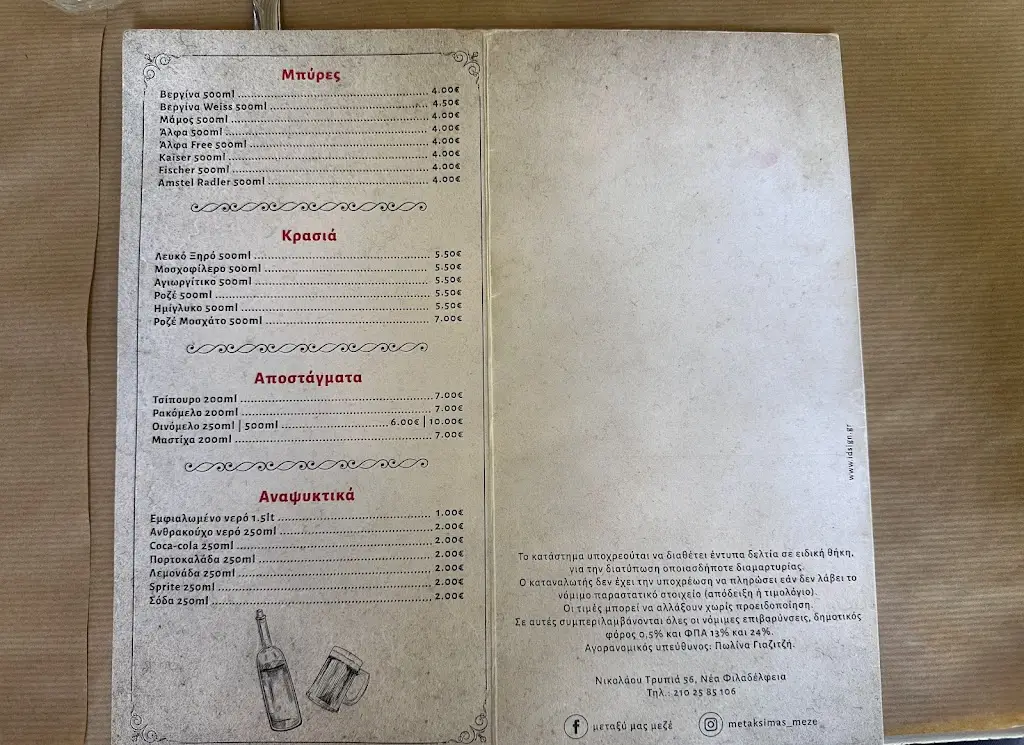 Μπύρες
Βεργίνα 500ml ........ 4.00€
Βεργίνα Weiss 500ml ........ 4.50€
Μάμος 500ml ........ 4.00€
Άλφα 500ml ........ 4.00€
Άλφα Free 500ml ........ 4.00€
Kaiser 500ml ........ 4.00€
Fischer 500ml ........ 4.00€
Amstel Radler 500ml ........ 4.00€
Κρασιά
Λευκό Ξηρό 500ml ........ 5.50€
Μοσχοφίλερο 500ml ........ 5.50€
Αγιωργίτικο 500ml ........ 5.50€
Ροζέ 500ml ........ 5.50€
Ημίγλυκο 500ml ........ 5.50€
Ροζέ Μοσχάτο 500ml ........ 7.00€
Αποστάγματα
Τσίπουρο 200ml ........ 7.00€
Ρακόμελο 200ml ........ 7.00€
Οινόμελο 250ml | 500ml ........ 6.00€ | 10.00€
Μαστίχα 200ml ........ 7.00€
Αναψυκτικά
Εμφιαλωμένο νερό 1.5lt ........ 1.00€
Ανθρακούχο νερό 250ml ........ 2.00€
Coca-cola 250ml ........ 2.00€
Πορτοκαλάδα 250ml ........ 2.00€
Λεμονάδα 250ml ........ 2.00€
Sprite 250ml ........ 2.00€
Σόδα 250ml ........ 2.00€
www.idsign.gr
Το κατάστημα υποχρεούται να διαθέτει έντυπα δελτία σε ειδική θήκη,
για την διατύπωση οποιασδήποτε διαμαρτυρίας.
Ο καταναλωτής δεν έχει την υποχρέωση να πληρώσει εάν δεν λάβει το
νόμιμο παραστατικό στοιχείο (απόδειξη ή τιμολόγιο).
Οι τιμές μπορεί να αλλάξουν χωρίς προειδοποίηση.
Σε αυτές συμπεριλαμβάνονται όλες οι νόμιμες επιβαρύνσεις, δημοτικός
φόρος 0,5% και ΦΠΑ 13% και 24%.
Αγορανομικός υπεύθυνος: Πωλίνα Γιαζιτζή.
Νικολάου Τρυπιά 56, Νέα Φιλαδέλφεια
Τηλ.: 210 25 85 106
μεταξύ μας μεζέ metaksimas_meze